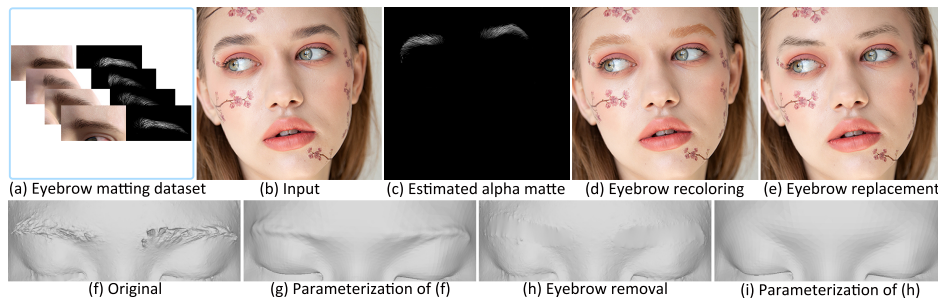 (a) Eyebrow matting dataset
(b) Input
(c) Estimated alpha matte
(d) Eyebrow recoloring
(e) Eyebrow replacement
(f) Original
(g) Parameterization of (f)
(h) Eyebrow removal
(i) Parameterization of (h)